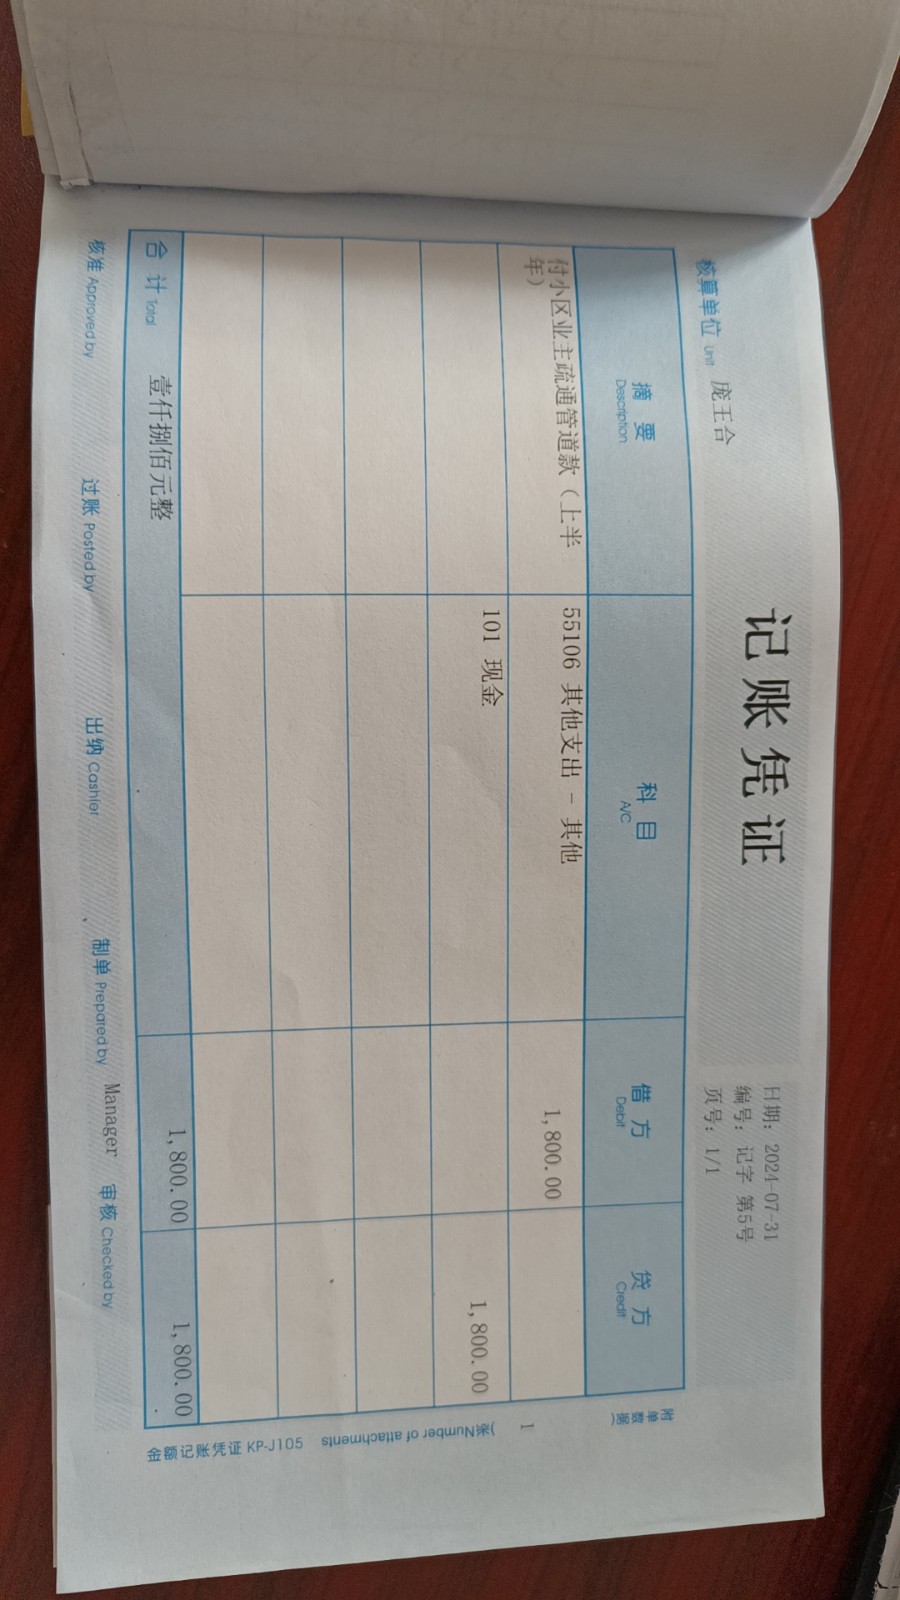 记账凭证
日期: 2024-07-31
编号: 记字 第5号
页号: 1/1
核算单位 Unit 庞王合
摘要 科目 借方 贷方
Description A/C Debit Credit
付小区业主疏通管道款（上半 55106 其他支出 - 其他 1,800.00
年）
101 现金 1,800.00
合计 Total 壹仟捌佰元整 1,800.00 1,800.00
附单据数(
1
张)Number of attachments
金额记账凭证 KP-J105
核准 Approved by 过账 Posted by 出纳 Cashier 制单 Prepared by Manager 审核 Checked by